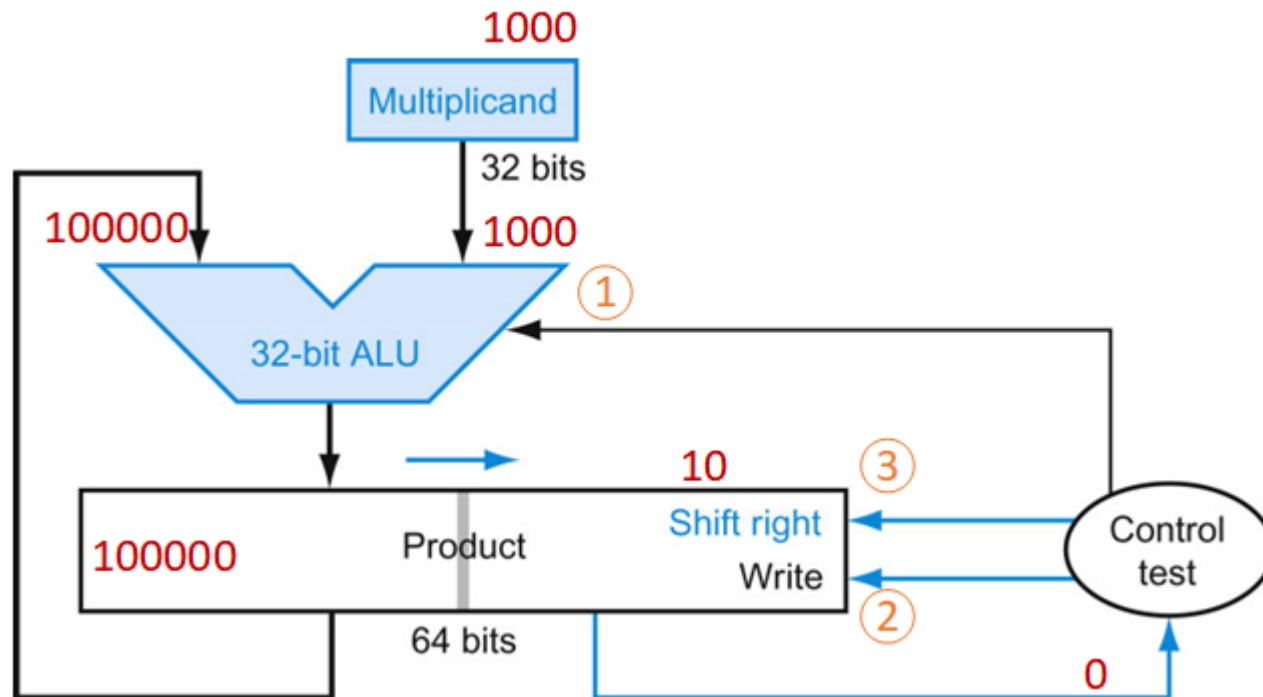 1000
Multiplicand
32 bits
100000
1000
1
32-bit ALU
10
3
Shift right
Control
test
100000
Product
Write
2
64 bits
0